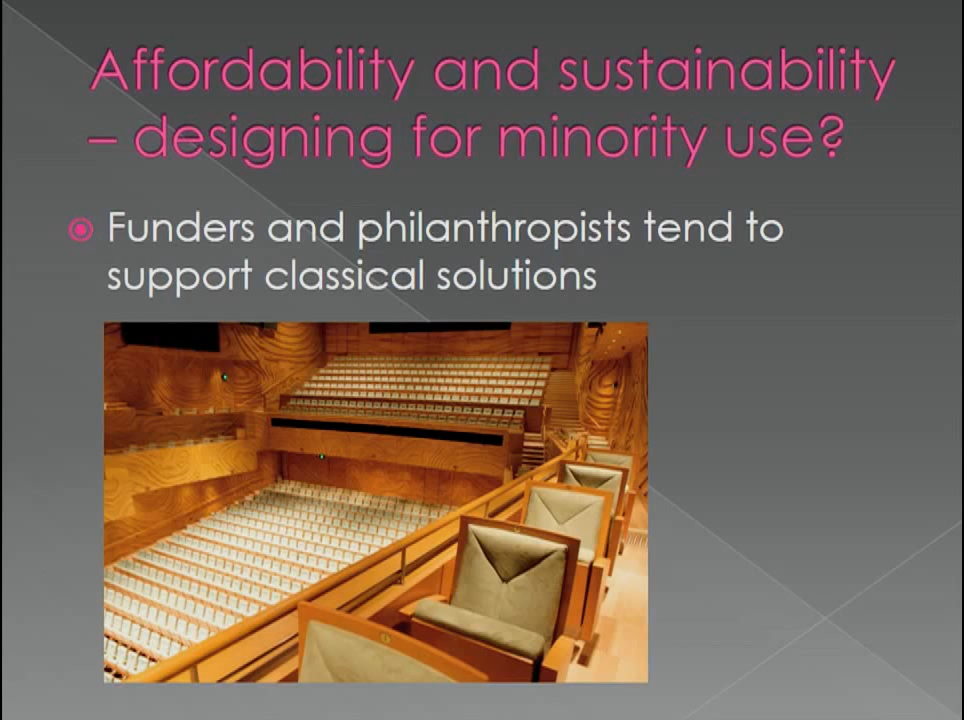 Affordability and sustainability
– designing for minority use?
Funders and philanthropists tend to
support classical solutions